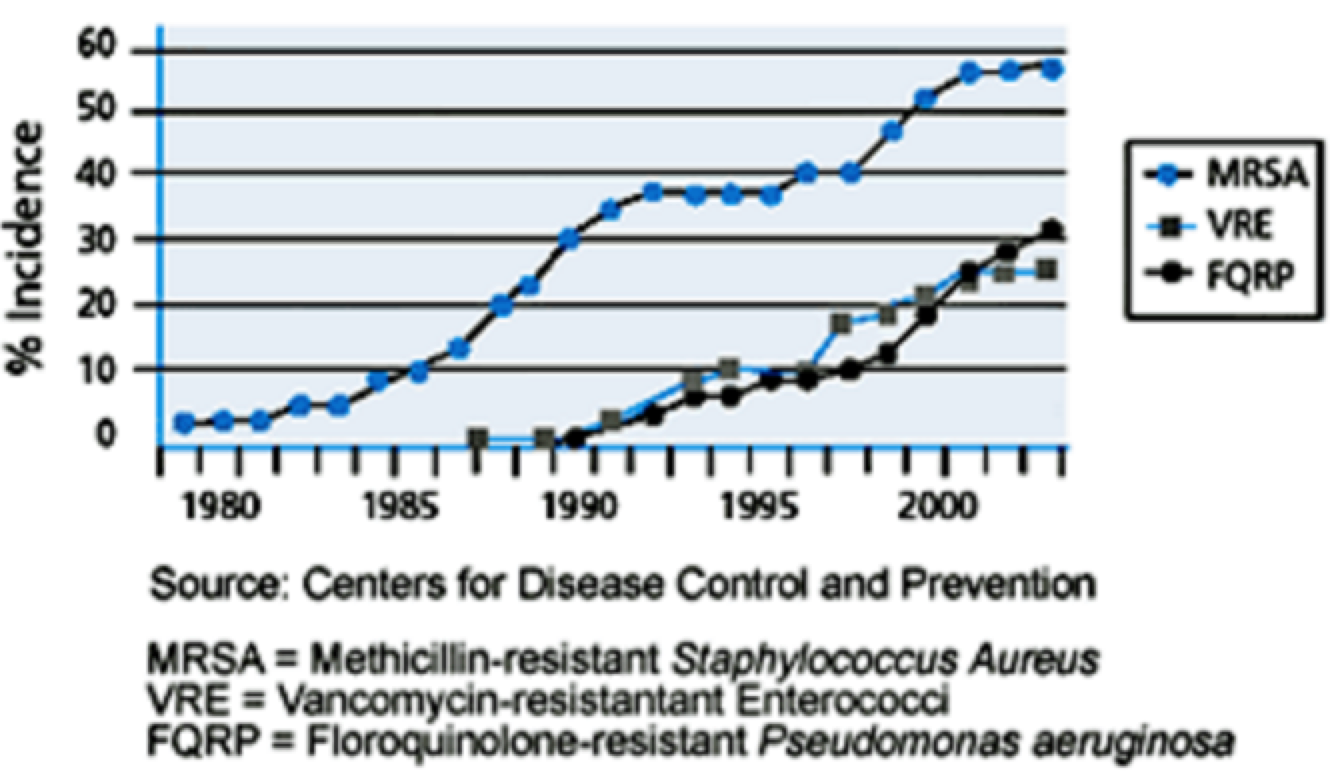 % Incidence
60
50
40
30
20
10
0
1980 1985 1990 1995 2000
MRSA
VRE
FQRP
Source: Centers for Disease Control and Prevention
MRSA = Methicillin-resistant Staphylococcus Aureus
VRE = Vancomycin-resistantant Enterococci
FQRP = Floroquinolone-resistant Pseudomonas aeruginosa